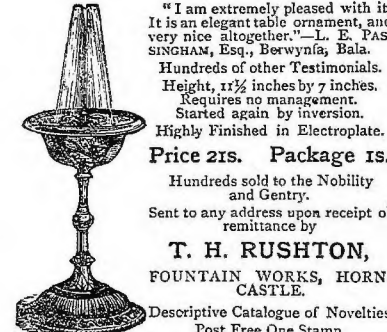 "I am extremely pleased with it
It is an elegant table ornament, and
very nice altogether."—L. E. PAS
SINGHAM, Esq., Berwynfa, Bala.
Hundreds of other Testimonials.
Height, 11½ inches by 7 inches.
Requires no management.
Started again by inversion.
Highly Finished in Electroplate.
Price 21s. Package 1s.
Hundreds sold to the Nobility
and Gentry.
Sent to any address upon receipt o
remittance by
T. H. RUSHTON,
FOUNTAIN WORKS, HORN
CASTLE.
Descriptive Catalogue of Novelties
Post Free One Stamp